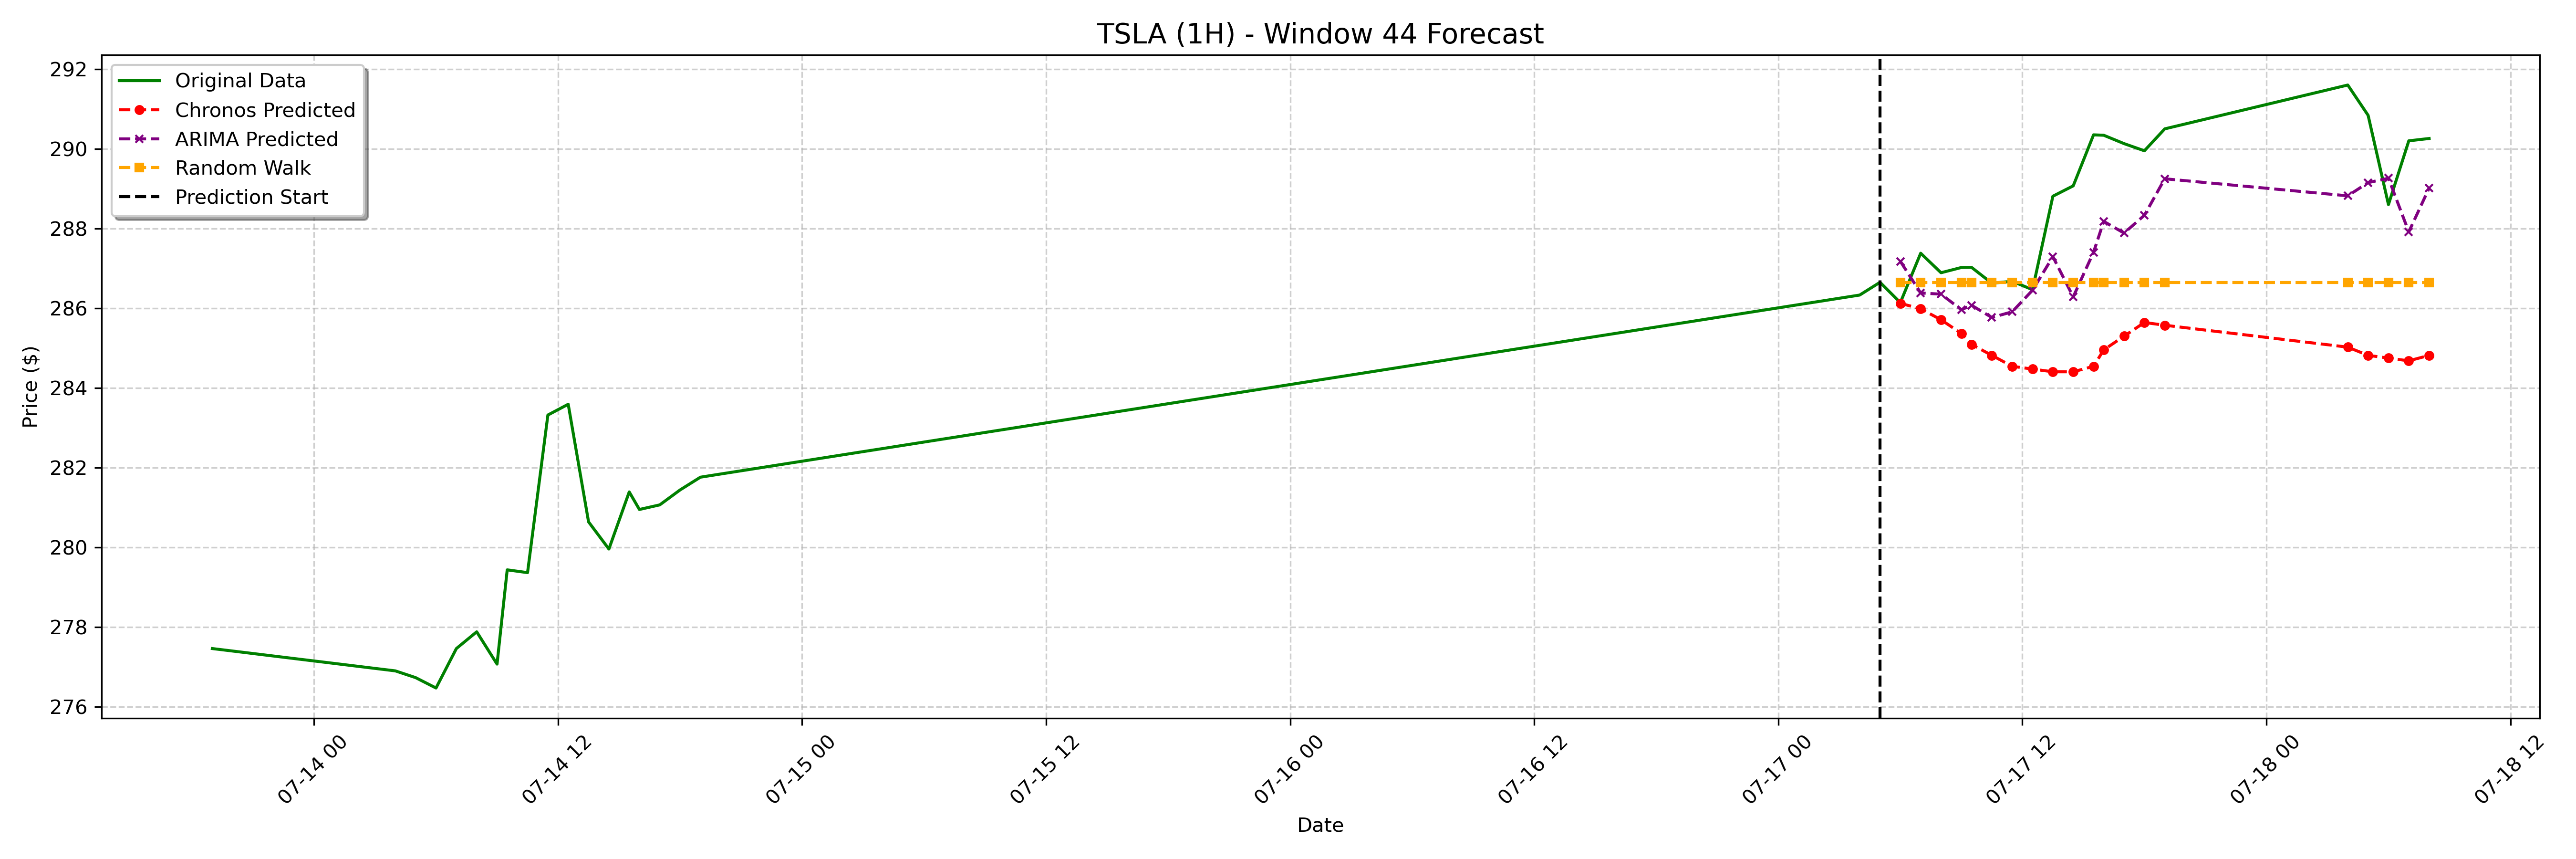 TSLA (1H) - Window 44 Forecast
Original Data
Chronos Predicted
ARIMA Predicted
Random Walk
Prediction Start
Price ($)
292
290
288
286
284
282
280
278
276
07-14 00
07-14 12
07-15 00
07-15 12
07-16 00
07-16 12
07-17 00
07-17 12
07-18 00
07-18 12
Date